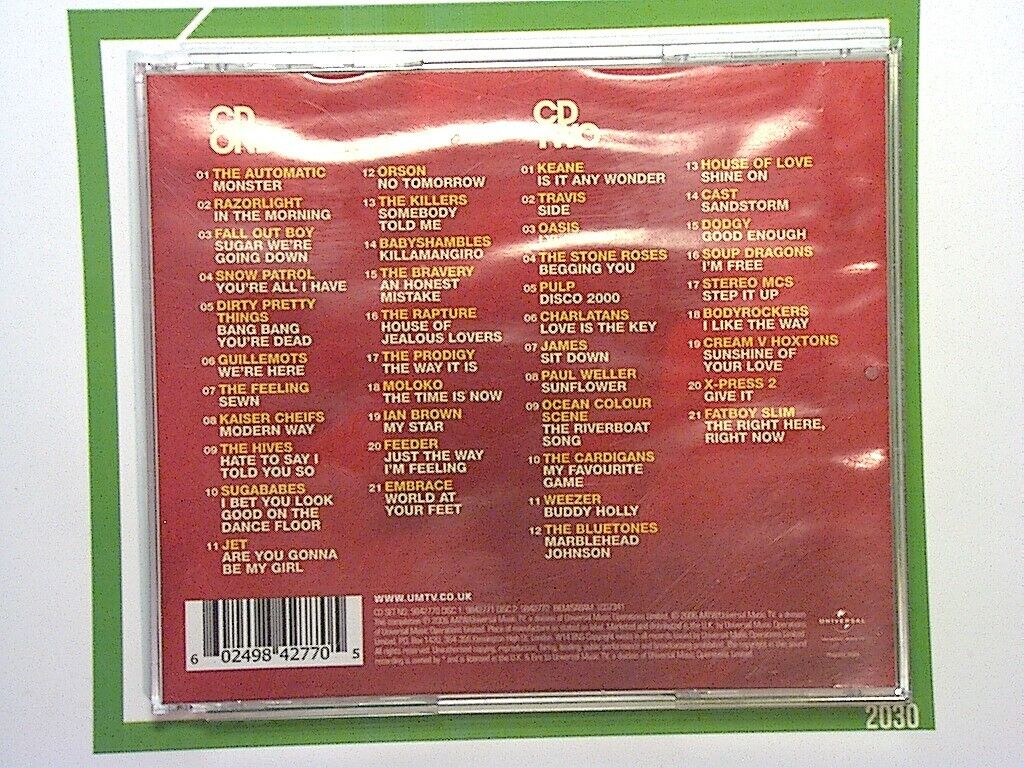 CD
ONE
01 THE AUTOMATIC
MONSTER
02 RAZORLIGHT
IN THE MORNING
03 FALL OUT BOY
SUGAR WE'RE
GOING DOWN
04 SNOW PATROL
YOU'RE ALL I HAVE
05 DIRTY PRETTY
THINGS
BANG BANG
YOU'RE DEAD
06 GUILLEMOTS
WE'RE HERE
07 THE FEELING
SEWN
08 KAISER CHEIFS
MODERN WAY
09 THE HIVES
HATE TO SAY I
TOLD YOU SO
10 SUGABABES
I BET YOU LOOK
GOOD ON THE
DANCE FLOOR
11 JET
ARE YOU GONNA
BE MY GIRL
12 ORSON
NO TOMORROW
13 THE KILLERS
SOMEBODY
TOLD ME
14 BABYSHAMBLES
KILLAMANGIRO
15 THE BRAVERY
AN HONEST
MISTAKE
16 THE RAPTURE
HOUSE OF
JEALOUS LOVERS
17 THE PRODIGY
THE WAY IT IS
18 MOLOKO
THE TIME IS NOW
19 IAN BROWN
MY STAR
20 FEEDER
JUST THE WAY
I'M FEELING
21 EMBRACE
WORLD AT
YOUR FEET
CD
TWO
01 KEANE
IS IT ANY WONDER
02 TRAVIS
SIDE
03 OASIS
04 THE STONE ROSES
BEGGING YOU
05 PULP
DISCO 2000
06 CHARLATANS
LOVE IS THE KEY
07 JAMES
SIT DOWN
08 PAUL WELLER
SUNFLOWER
09 OCEAN COLOUR
SCENE
THE RIVERBOAT
SONG
10 THE CARDIGANS
MY FAVOURITE
GAME
11 WEEZER
BUDDY HOLLY
12 THE BLUETONES
MARBLEHEAD
JOHNSON
13 HOUSE OF LOVE
SHINE ON
14 CAST
SANDSTORM
15 DODGY
GOOD ENOUGH
16 SOUP DRAGONS
I'M FREE
17 STEREO MCS
STEP IT UP
18 BODYROCKERS
I LIKE THE WAY
19 CREAM V HOXTONS
SUNSHINE OF
YOUR LOVE
20 X-PRESS 2
GIVE IT
21 FATBOY SLIM
THE RIGHT HERE,
RIGHT NOW
WWW.UMTV.CO.UK
CD SET NO. 9842770 DISC 1. 9842771 DISC 2. 9842772.
UNIVERSAL
6 02498 42770 5
2030